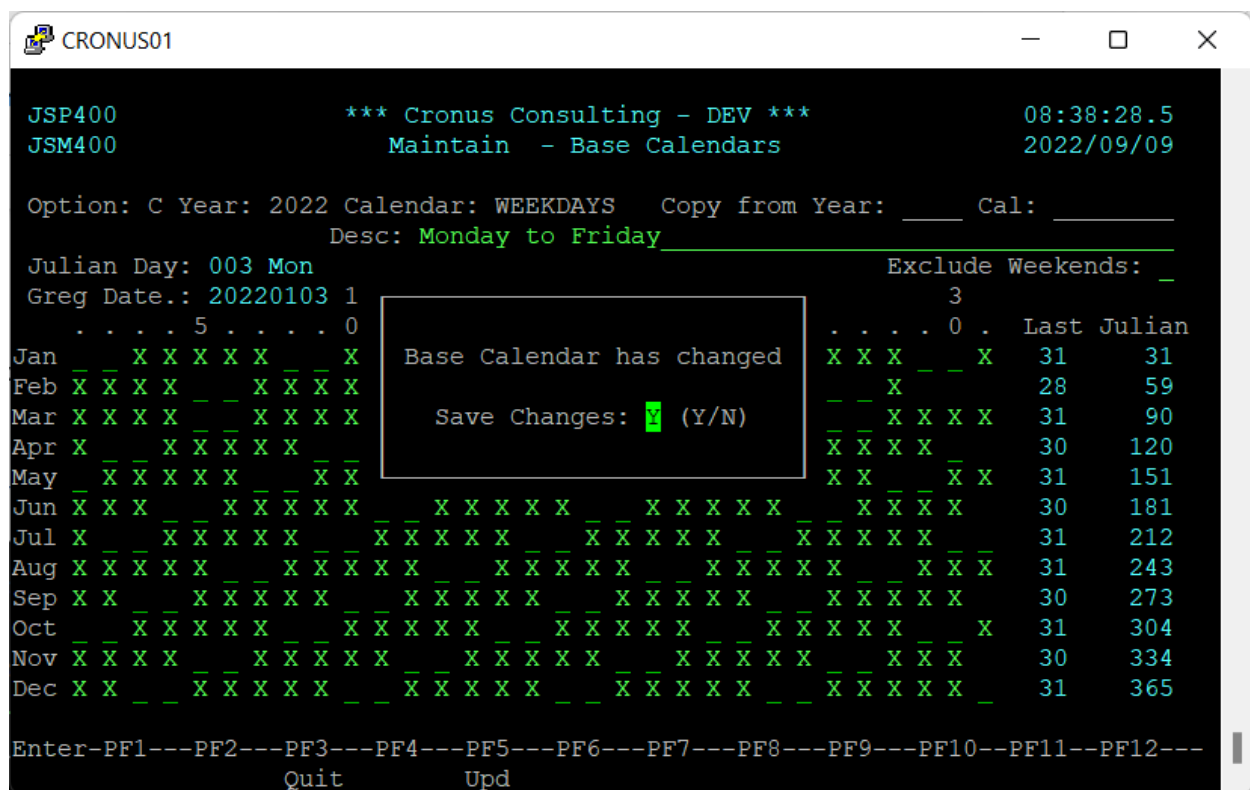 CRONUS01
JSP400 *** Cronus Consulting - DEV *** 08:38:28.5
JSM400 Maintain - Base Calendars 2022/09/09
Option: C Year: 2022 Calendar: WEEKDAYS Copy from Year: ____ Cal: ________
Desc: Monday to Friday__________________________________
Julian Day: 003 Mon Exclude Weekends: _
Greg Date.: 20220103 1 3
. . . . 5 . . . . 0 . . . . 0 . Last Julian
Jan _ _ X X X X X _ _ X Base Calendar has changed X X X _ _ X 31 31
Feb X X X X _ _ X X X X _ _ X 28 59
Mar X X X X _ _ X X X X Save Changes: Y (Y/N) _ _ X X X X 31 90
Apr X _ _ X X X X X _ _ X X X X _ 30 120
May _ X X X X X _ _ X X X X _ _ X X 31 151
Jun X X X _ _ X X X X X _ _ X X X X X _ _ X X X X X _ _ X X X X 30 181
Jul X _ _ X X X X X _ _ X X X X X _ _ X X X X X _ _ X X X X X _ _ 31 212
Aug X X X X X _ _ X X X X X _ _ X X X X X _ _ X X X X X _ _ X X X 31 243
Sep X X _ _ X X X X X _ _ X X X X X _ _ X X X X X _ _ X X X X X 30 273
Oct _ _ X X X X X _ _ X X X X X _ _ X X X X X _ _ X X X X X _ _ X 31 304
Nov X X X X _ _ X X X X X _ _ X X X X X _ _ X X X X X _ _ X X X 30 334
Dec X X _ _ X X X X X _ _ X X X X X _ _ X X X X X _ _ X X X X X _ 31 365
Enter-PF1---PF2---PF3---PF4---PF5---PF6---PF7---PF8---PF9---PF10--PF11--PF12---
Quit Upd